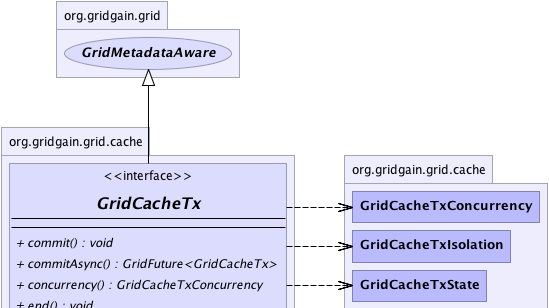 org.gridgain.grid
GridMetadataAware
org.gridgain.grid.cache
<<interface>>
GridCacheTx
+ commit() : void
+ commitAsync() : GridFuture<GridCacheTx>
+ concurrency() : GridCacheTxConcurrency
+ end() : void
org.gridgain.grid.cache
GridCacheTxConcurrency
GridCacheTxIsolation
GridCacheTxState